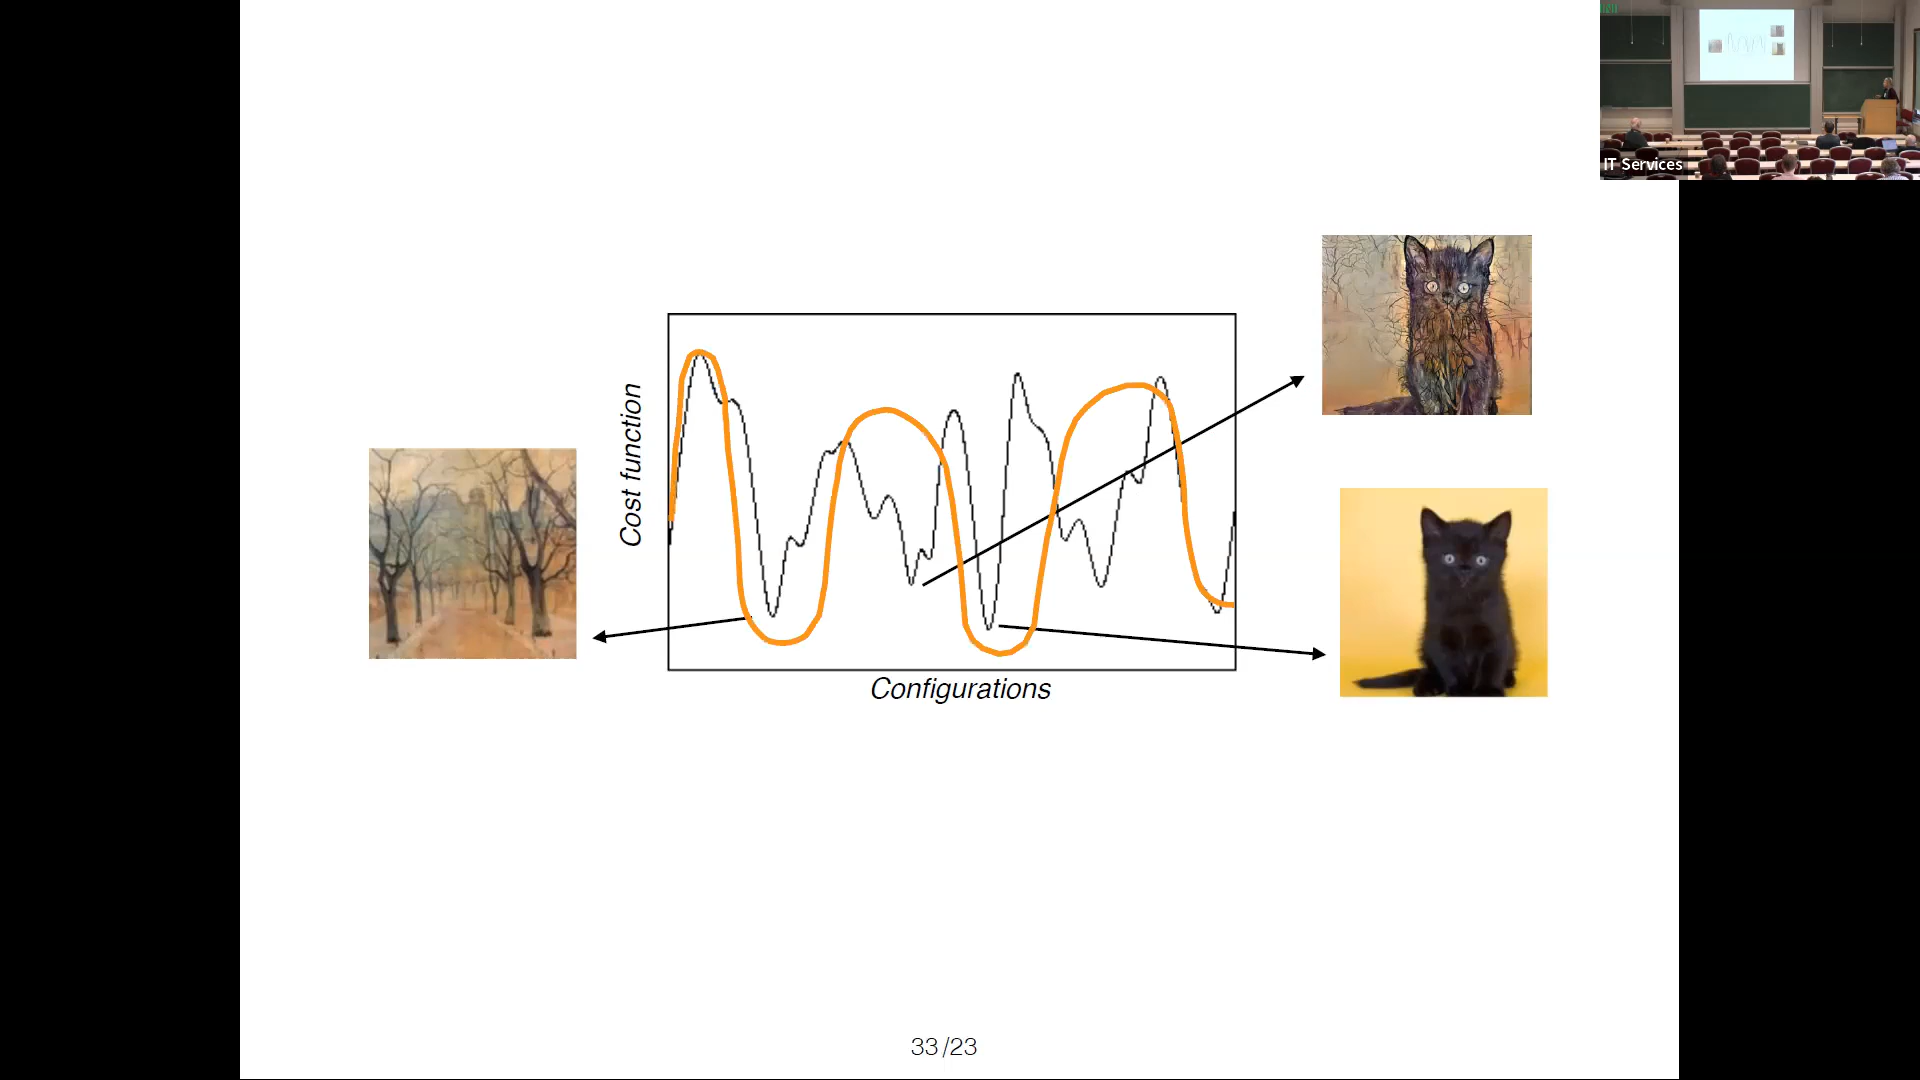 IT Services
Cost function
Configurations
33/23